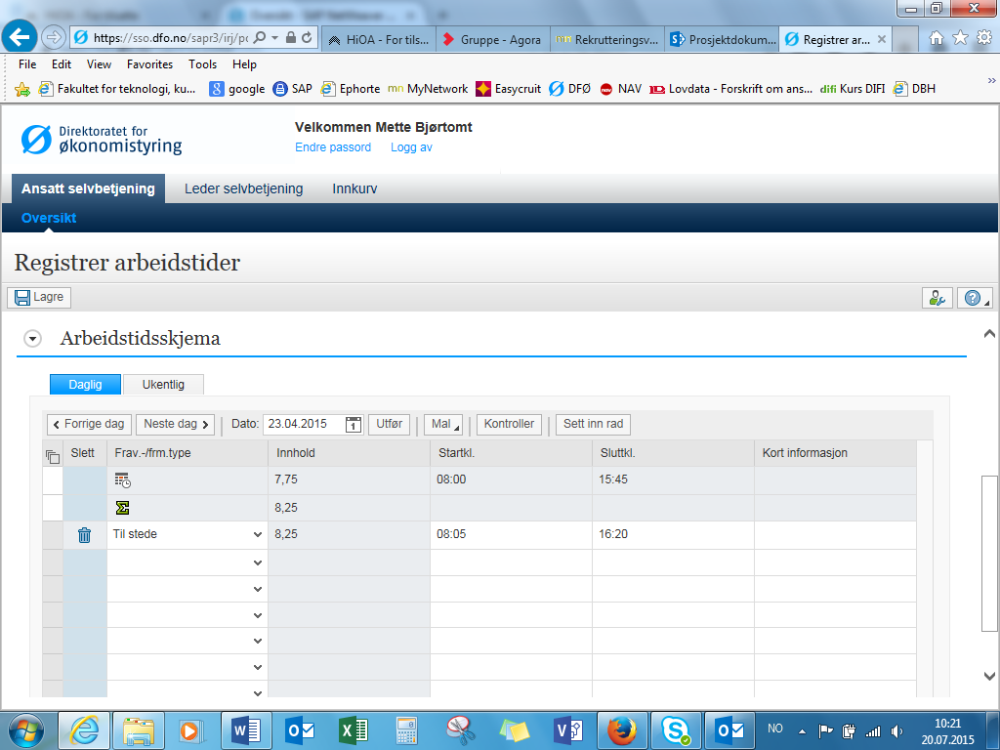 https://sso.dfo.no/sapr3/irj/p
HiOA - For tils...
Gruppe - Agora
Rekrutteringsv...
Prosjektdokum...
Registrer ar...
File Edit View Favorites Tools Help
Fakultet for teknologi, ku...
google
SAP
Ephorte
mn MyNetwork
Easycruit
DFØ
NAV
Lovdata - Forskrift om ans...
difi Kurs DIFI
DBH
Direktoratet for
økonomistyring
Velkommen Mette Bjørtomt
Endre passord Logg av
Ansatt selvbetjening Leder selvbetjening Innkurv
Oversikt
Registrer arbeidstider
Lagre
Arbeidstidsskjema
Daglig Ukentlig
Forrige dag Neste dag Dato: 23.04.2015 Utfør Mal Kontroller Sett inn rad
Slett Frav.-/frm.type Innhold Startkl. Sluttkl. Kort informasjon
7,75 08:00 15:45
Σ 8,25
Til stede 8,25 08:05 16:20
NO
10:21
20.07.2015